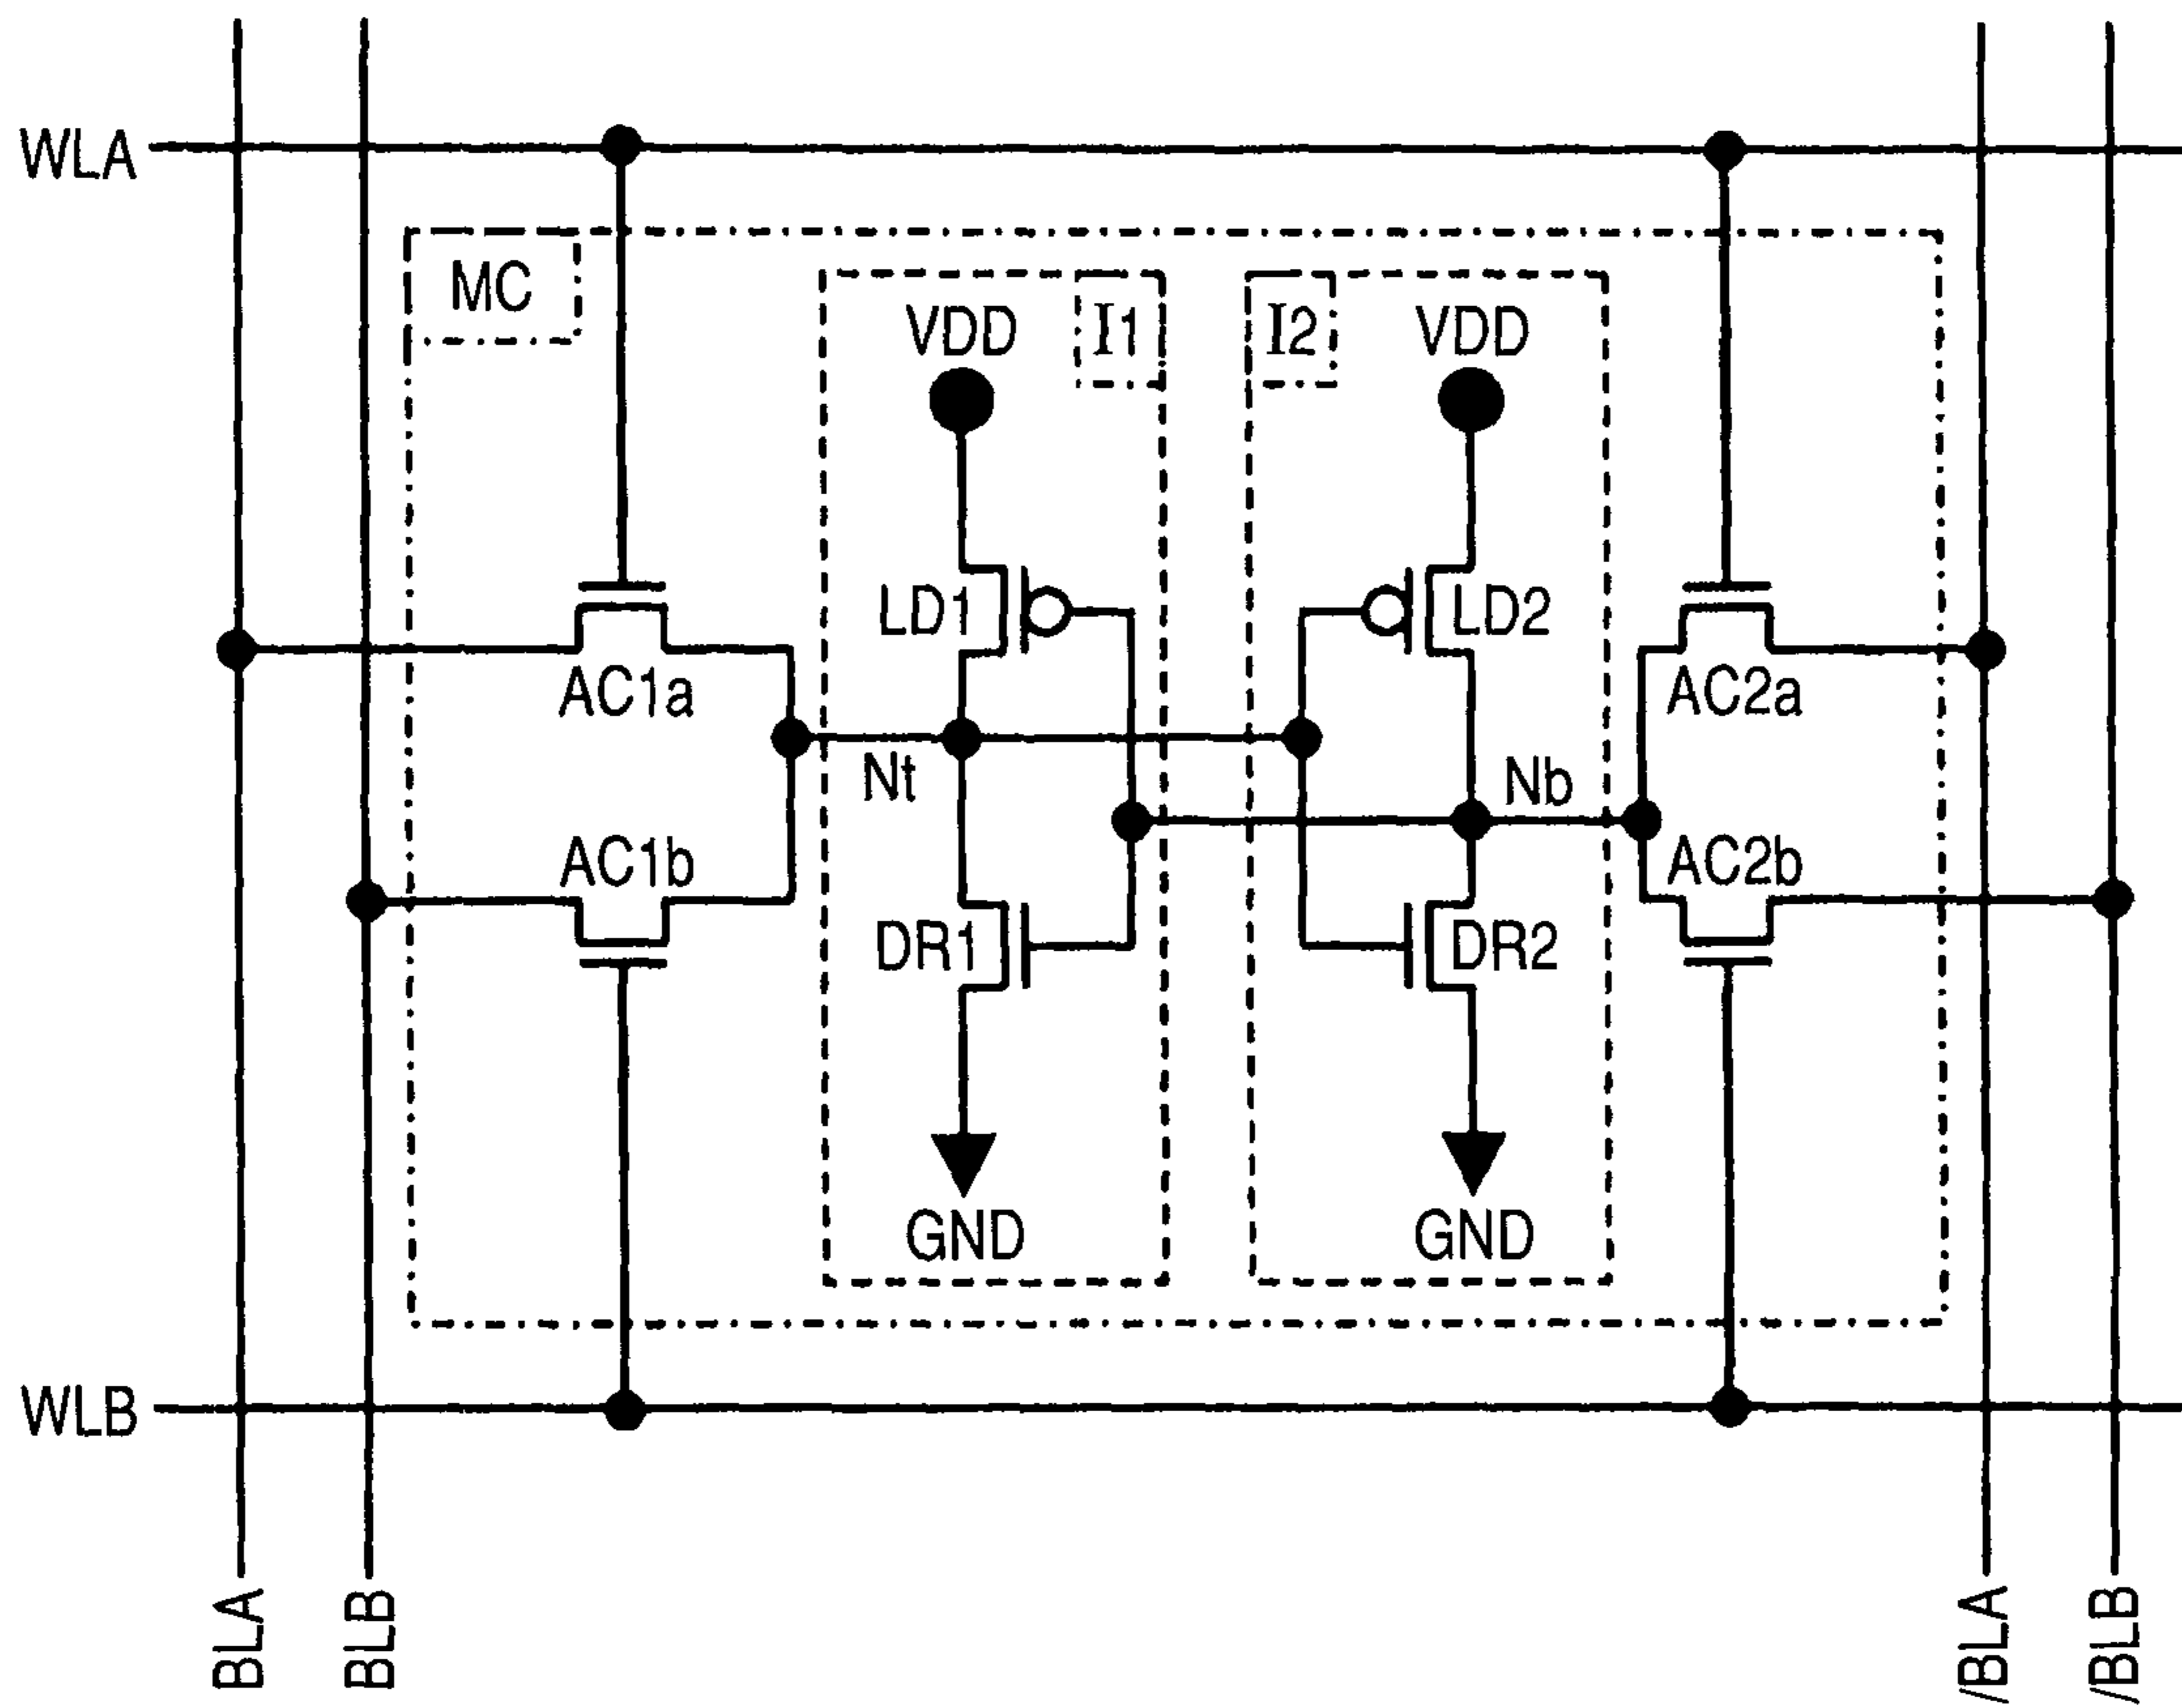 WLA
MC
VDD
I1
I2
VDD
LD1
LD2
AC1a
AC2a
Nt
Nb
AC1b
AC2b
DR1
DR2
GND
GND
WLB
BLA
BLB
/BLA
/BLB